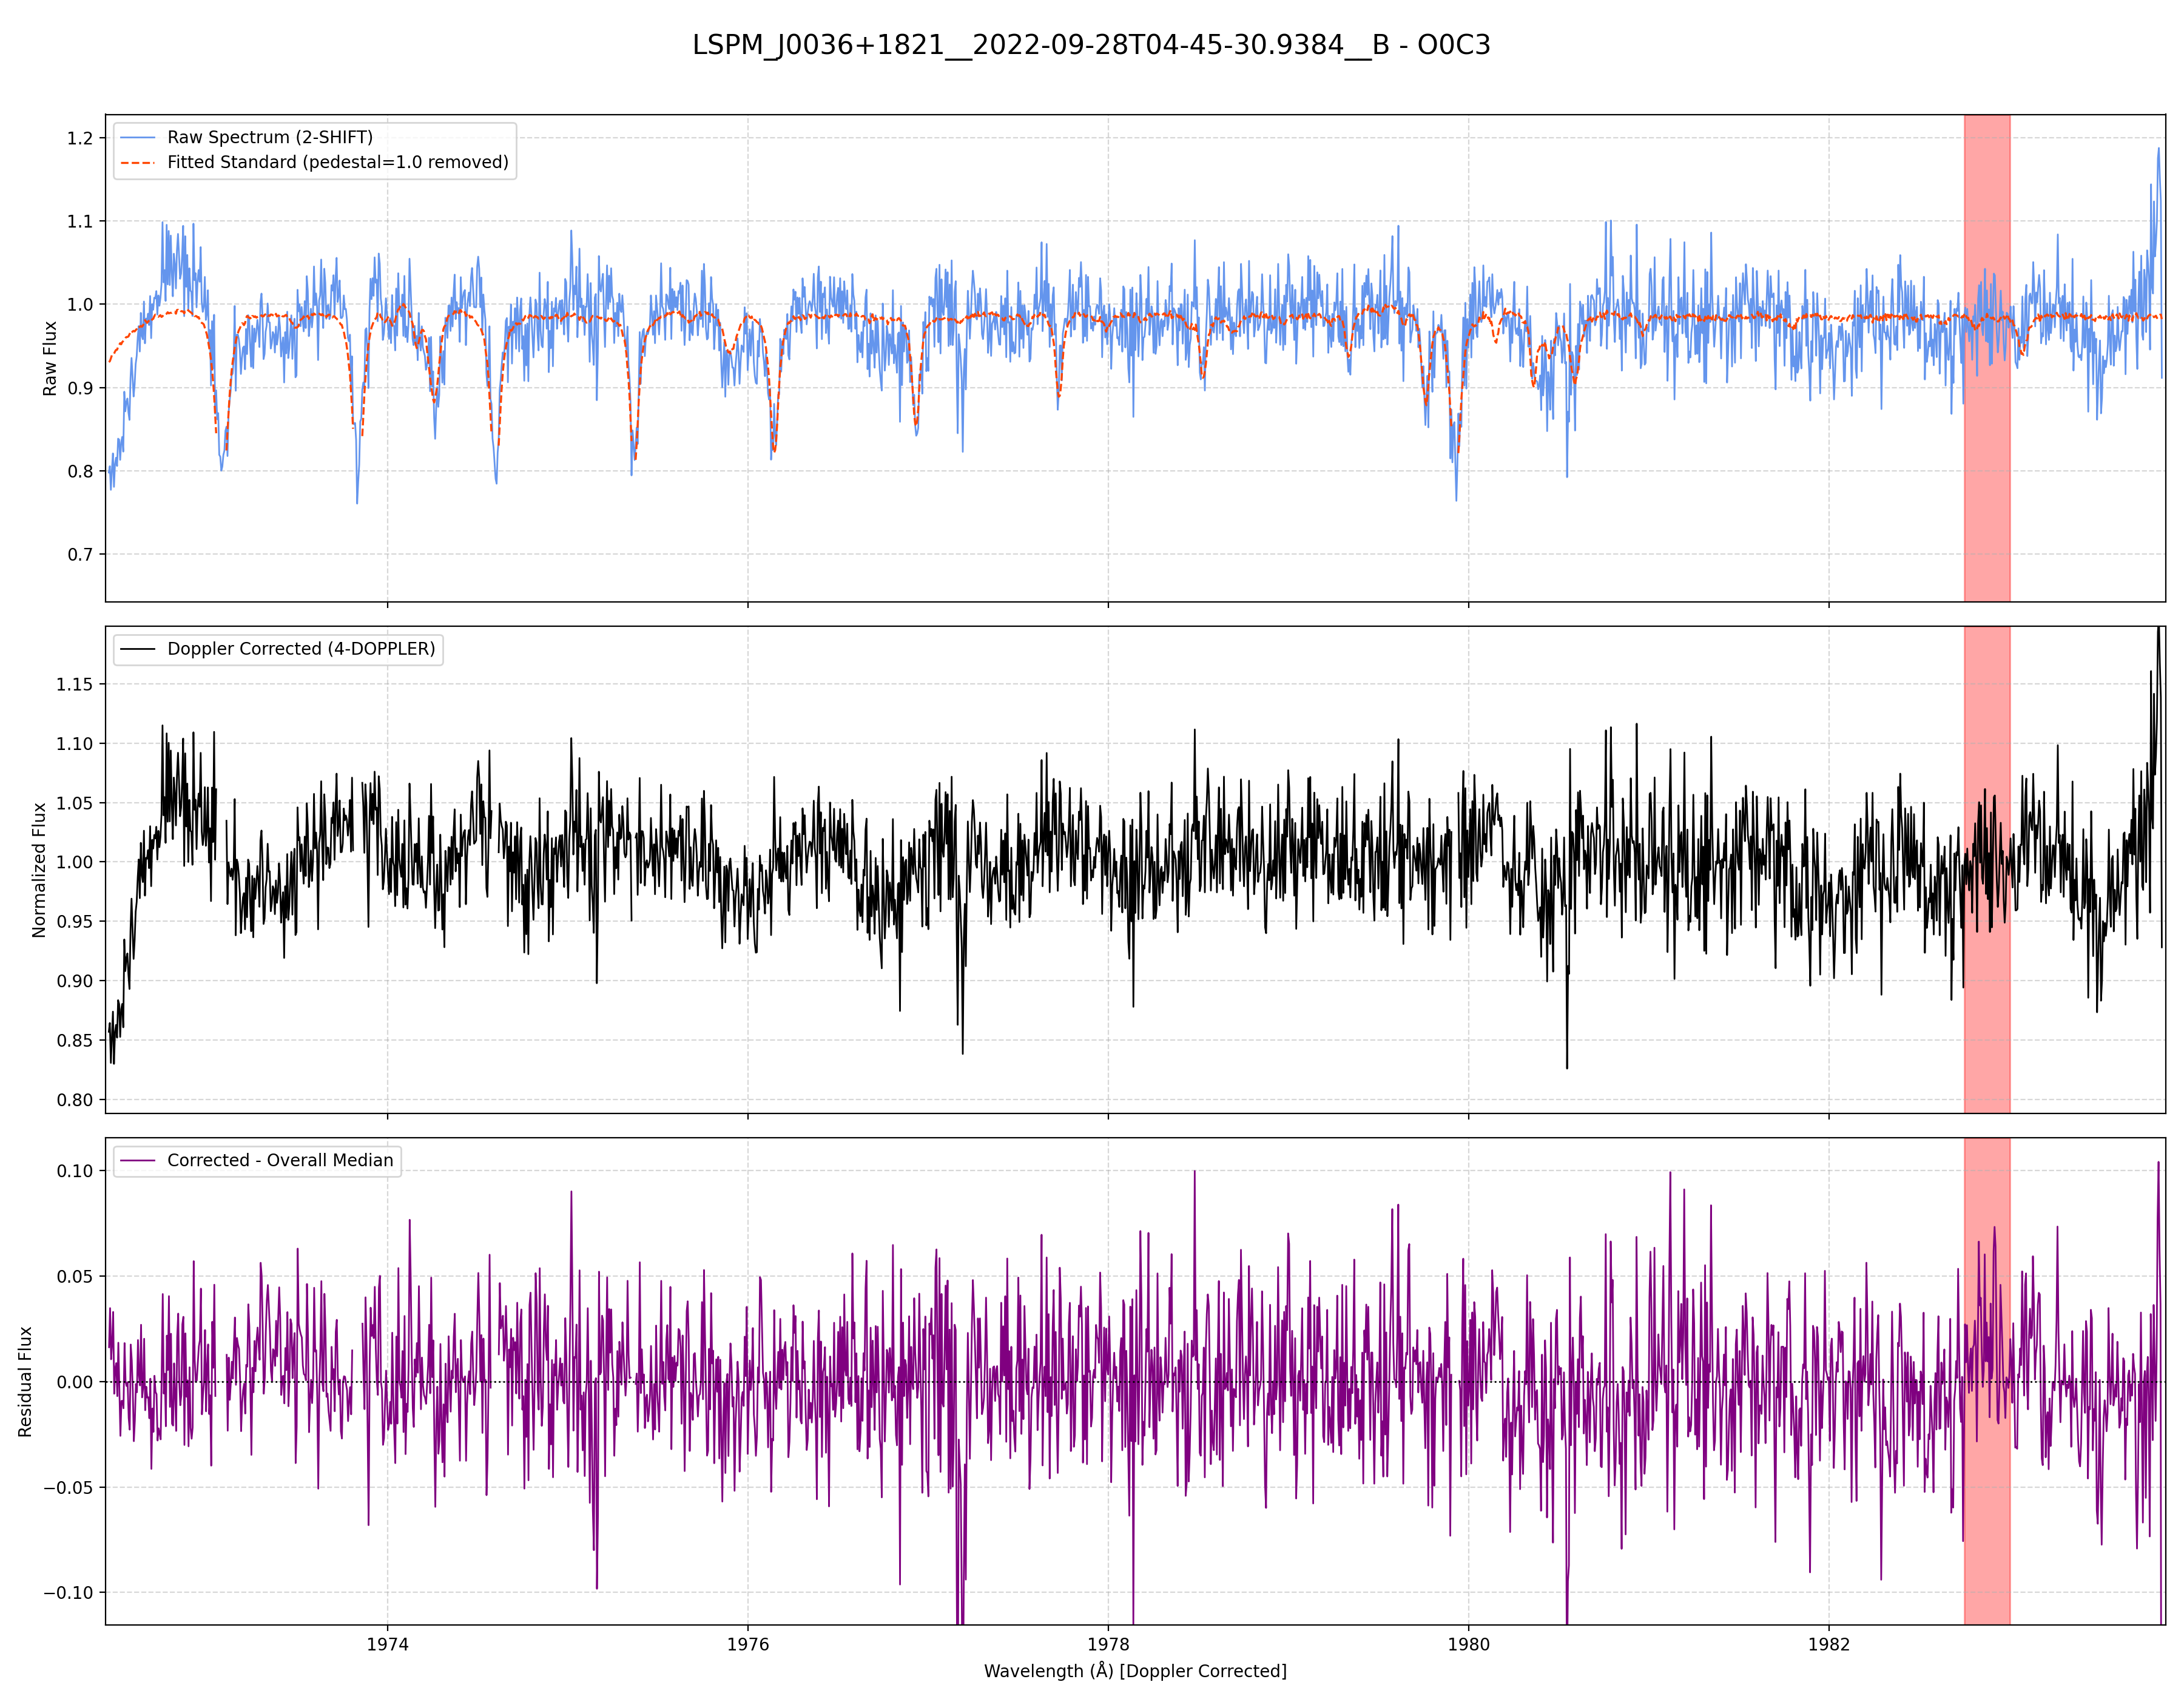 LSPM_J0036+1821__2022-09-28T04-45-30.9384__B - O0C3
Raw Spectrum (2-SHIFT)
Fitted Standard (pedestal=1.0 removed)
1.2
1.1
1.0
0.9
0.8
0.7
Raw Flux
Doppler Corrected (4-DOPPLER)
1.15
1.10
1.05
1.00
0.95
0.90
0.85
0.80
Normalized Flux
Corrected - Overall Median
0.10
0.05
0.00
−0.05
−0.10
Residual Flux
1974 1976 1978 1980 1982
Wavelength (Å) [Doppler Corrected]